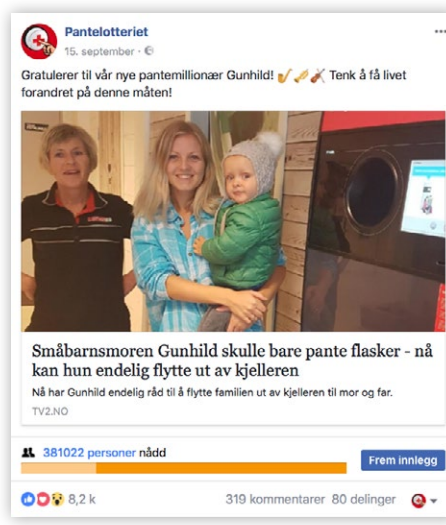 Pantelotteriet
15. september
Gratulerer til vår nye pantemillionær Gunhild! 🎷🎺🎻 Tenk å få livet
forandret på denne måten!
Småbarnsmoren Gunhild skulle bare pante flasker - nå
kan hun endelig flytte ut av kjelleren
Nå har Gunhild endelig råd til å flytte familien ut av kjelleren til mor og far.
TV2.NO
381022 personer nådd
Frem innlegg
8,2 k
319 kommentarer 80 delinger